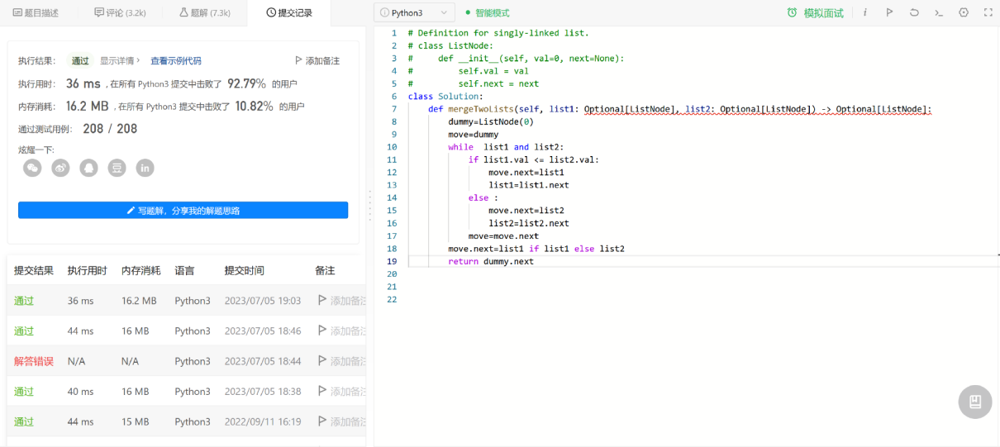 题目描述
评论 (3.2k)
题解 (7.3k)
提交记录
执行结果： 通过 显示详情 › 查看示例代码 添加备注
执行用时： 36 ms , 在所有 Python3 提交中击败了 92.79% 的用户
内存消耗： 16.2 MB , 在所有 Python3 提交中击败了 10.82% 的用户
通过测试用例： 208 / 208
炫耀一下:
豆
in
写题解，分享我的解题思路
提交结果 执行用时 内存消耗 语言 提交时间 备注
通过 36 ms 16.2 MB Python3 2023/07/05 19:03 添加备注
通过 44 ms 16 MB Python3 2023/07/05 18:46 添加备注
解答错误 N/A N/A Python3 2023/07/05 18:44 添加备注
通过 40 ms 16 MB Python3 2023/07/05 18:38 添加备注
通过 44 ms 15 MB Python3 2022/09/11 16:19 添加备注
Python3
智能模式
模拟面试
i
1 # Definition for singly-linked list.
2 # class ListNode:
3 #     def __init__(self, val=0, next=None):
4 #         self.val = val
5 #         self.next = next
6 class Solution:
7     def mergeTwoLists(self, list1: Optional[ListNode], list2: Optional[ListNode]) -> Optional[ListNode]:
8         dummy=ListNode(0)
9         move=dummy
10         while  list1 and list2:
11             if list1.val <= list2.val:
12                 move.next=list1
13                 list1=list1.next
14             else :
15                 move.next=list2
16                 list2=list2.next
17             move=move.next
18         move.next=list1 if list1 else list2
19         return dummy.next
20
21
22